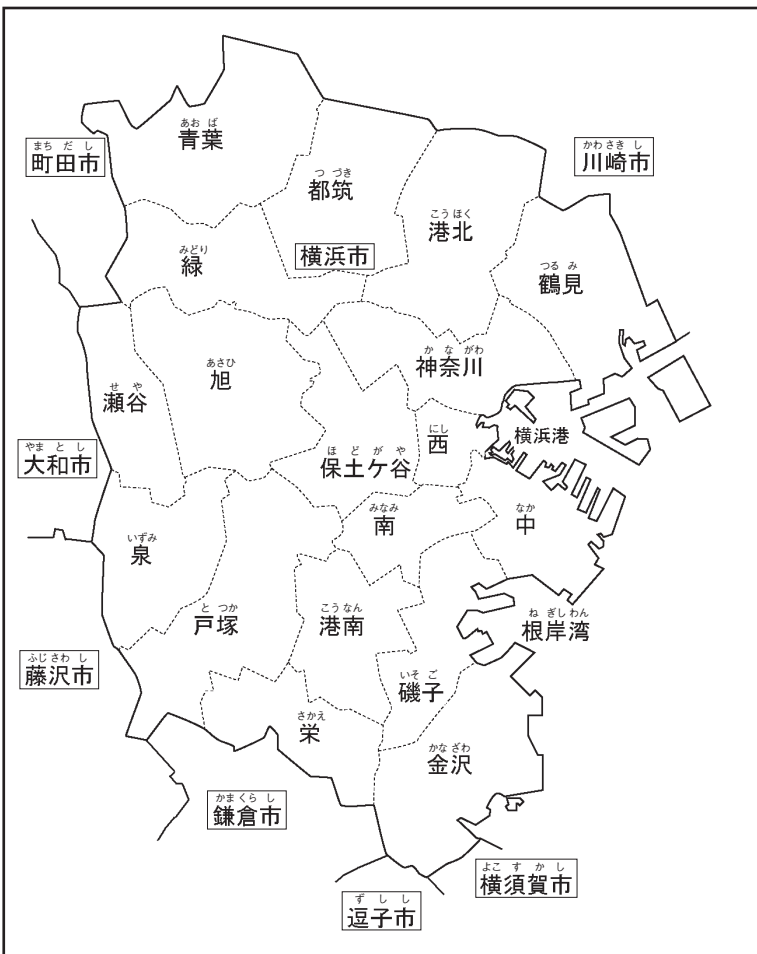 あお ば
青葉
まち だ し
町田市
かわ さき し
川崎市
つ づき
都筑
こう ほく
港北
みどり
緑
横浜市
つる み
鶴見
か な がわ
神奈川
あさひ
旭
せ や
瀬谷
にし
西
横浜港
やま と し
大和市
ほ ど が や
保土ケ谷
みなみ
南
なか
中
いずみ
泉
と つか
戸塚
こう なん
港南
ね ぎし わん
根岸湾
ふじ さわ し
藤沢市
いそ ご
磯子
さかえ
栄
かな ざわ
金沢
かま くら し
鎌倉市
よこ す か し
横須賀市
ず し し
逗子市